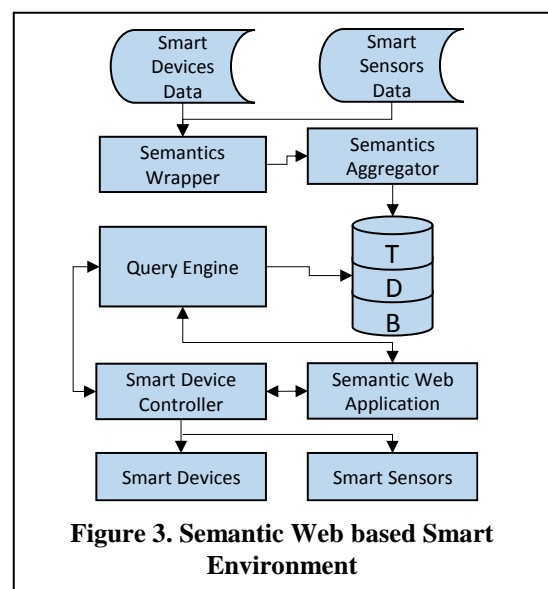 Smart
Devices
Data
Smart
Sensors
Data
Semantics
Wrapper
Semantics
Aggregator
T
D
B
Query Engine
Smart Device
Controller
Semantic Web
Application
Smart Devices
Smart Sensors
Figure 3. Semantic Web based Smart
Environment